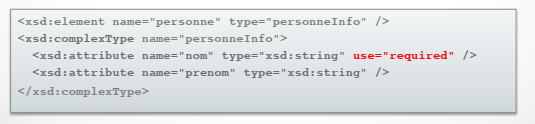 <xsd:element name="personne" type="personneInfo" />
<xsd:complexType name="personneInfo">
<xsd:attribute name="nom" type="xsd:string" use="required" />
<xsd:attribute name="prenom" type="xsd:string" />
</xsd:complexType>